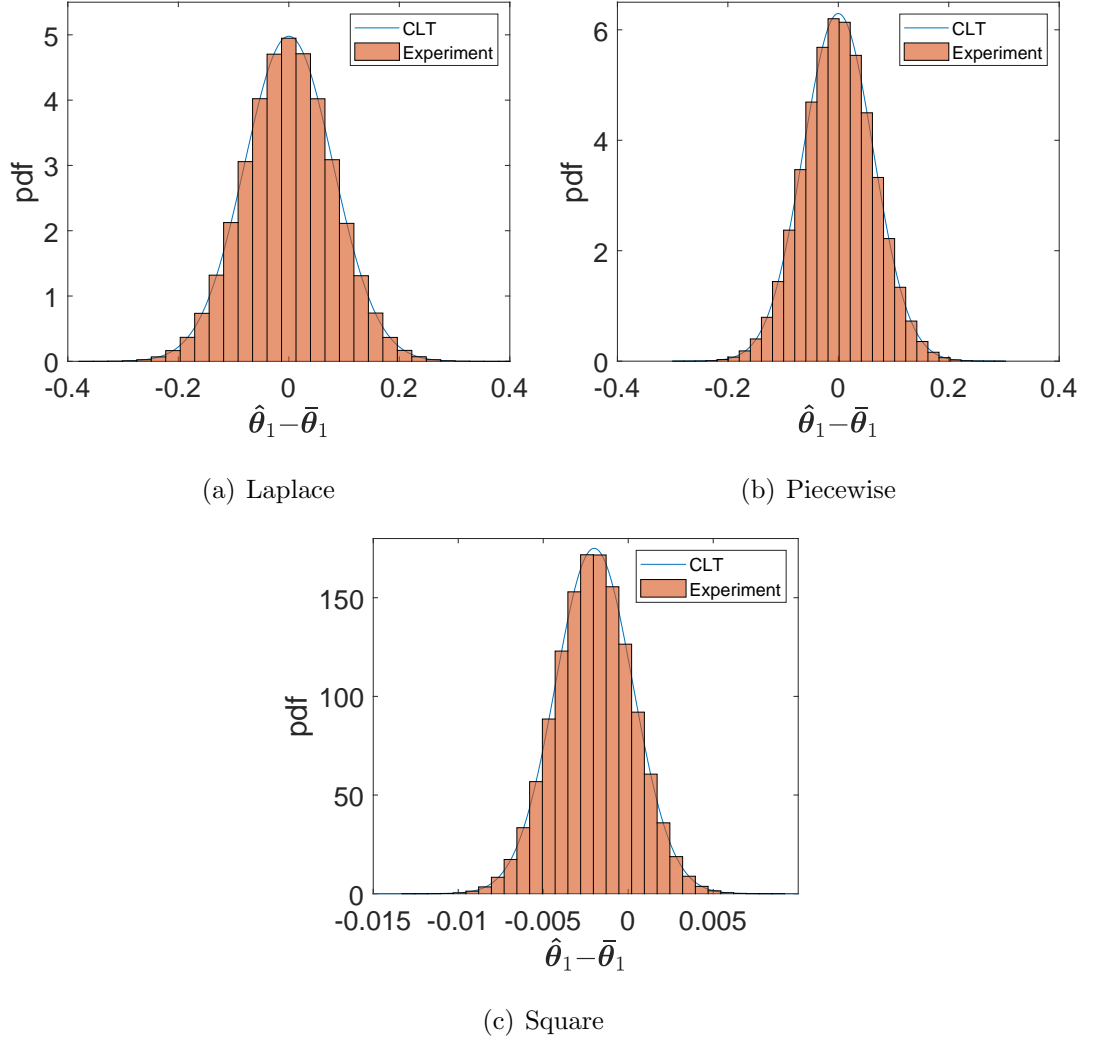 CLT
Experiment
pdf
5
4
3
2
1
0
-0.4
-0.2
0
0.2
0.4
θ̂₁−θ̄₁
(a) Laplace
CLT
Experiment
pdf
6
4
2
0
-0.4
-0.2
0
0.2
0.4
θ̂₁−θ̄₁
(b) Piecewise
CLT
Experiment
pdf
150
100
50
0
-0.015
-0.01
-0.005
0
0.005
θ̂₁−θ̄₁
(c) Square